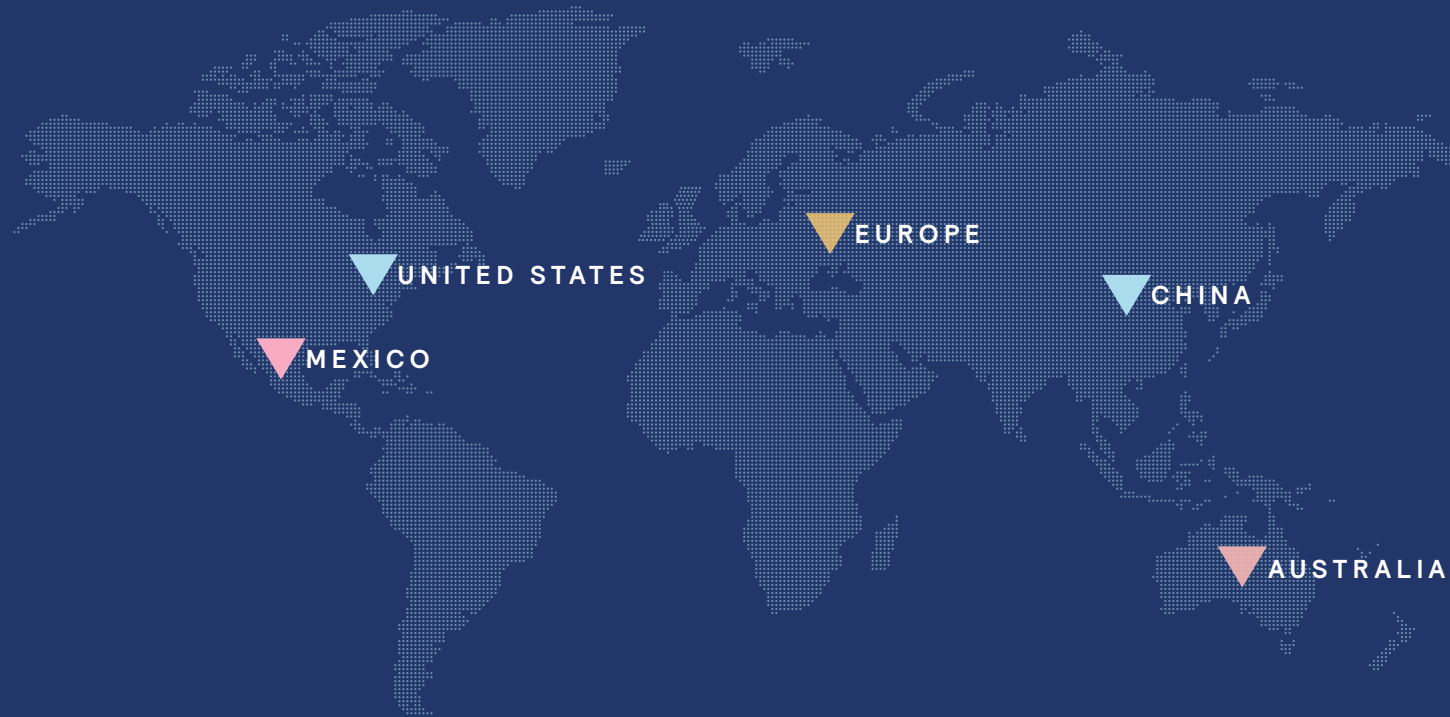 EUROPE
UNITED STATES
CHINA
MEXICO
AUSTRALIA